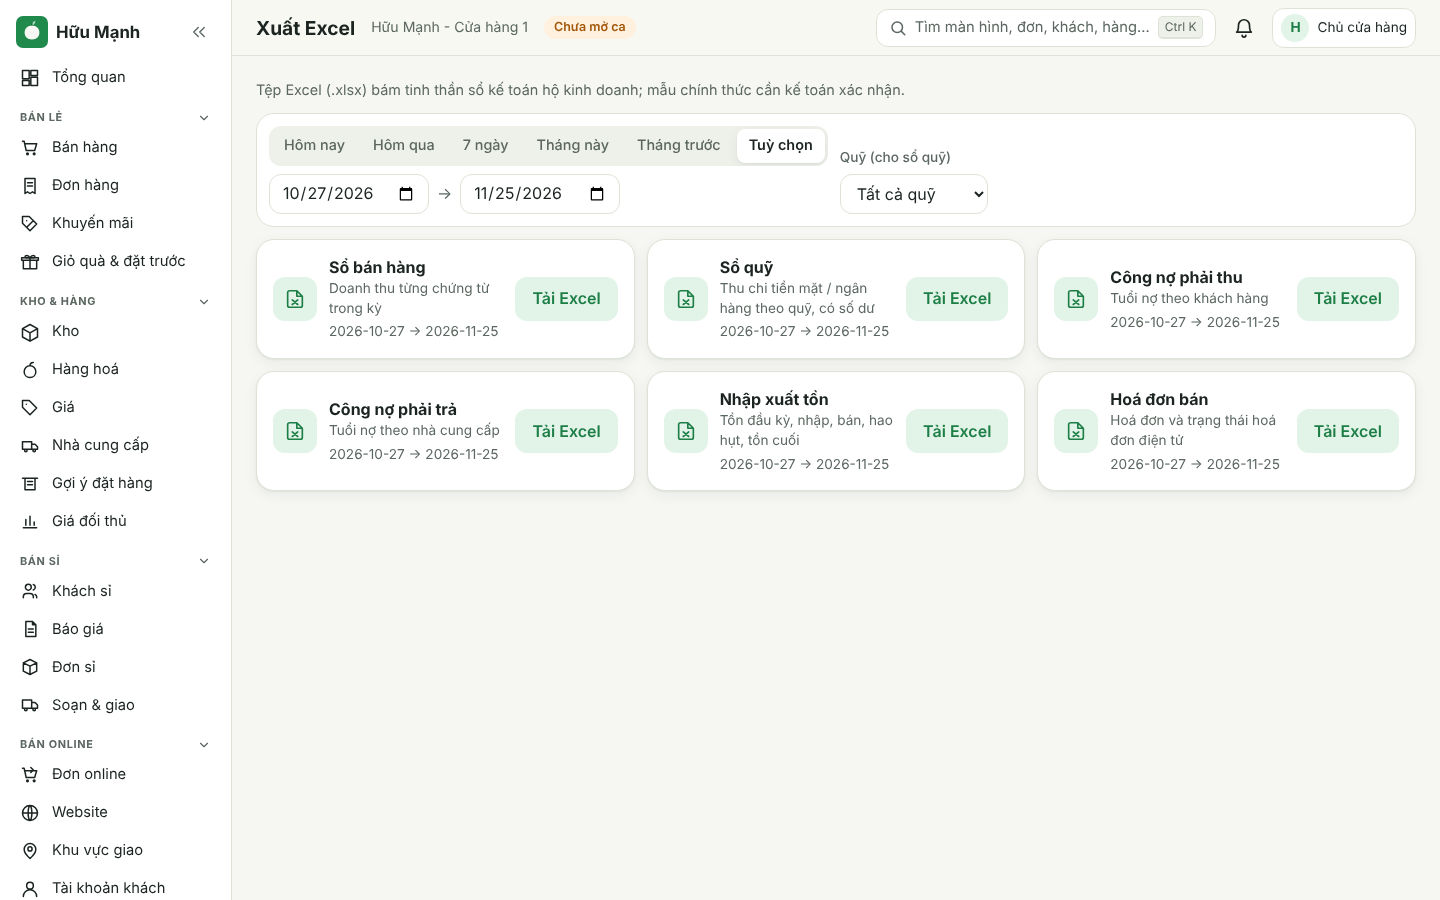 Hữu Mạnh
Tổng quan
BÁN LẺ
Bán hàng
Đơn hàng
Khuyến mãi
Giỏ quà & đặt trước
KHO & HÀNG
Kho
Hàng hoá
Giá
Nhà cung cấp
Gợi ý đặt hàng
Giá đối thủ
BÁN SỈ
Khách sỉ
Báo giá
Đơn sỉ
Soạn & giao
BÁN ONLINE
Đơn online
Website
Khu vực giao
Tài khoản khách
Xuất Excel
Hữu Mạnh - Cửa hàng 1
Chưa mở ca
Tìm màn hình, đơn, khách, hàng...
Ctrl K
H
Chủ cửa hàng
Tệp Excel (.xlsx) bám tinh thần sổ kế toán hộ kinh doanh; mẫu chính thức cần kế toán xác nhận.
Hôm nay
Hôm qua
7 ngày
Tháng này
Tháng trước
Tuỳ chọn
10/27/2026 → 11/25/2026
Quỹ (cho sổ quỹ)
Tất cả quỹ
Sổ bán hàng
Doanh thu từng chứng từ
trong kỳ
2026-10-27 → 2026-11-25
Tải Excel
Sổ quỹ
Thu chi tiền mặt / ngân
hàng theo quỹ, có số dư
2026-10-27 → 2026-11-25
Tải Excel
Công nợ phải thu
Tuổi nợ theo khách hàng
2026-10-27 → 2026-11-25
Tải Excel
Công nợ phải trả
Tuổi nợ theo nhà cung cấp
2026-10-27 → 2026-11-25
Tải Excel
Nhập xuất tồn
Tồn đầu kỳ, nhập, bán, hao
hụt, tồn cuối
2026-10-27 → 2026-11-25
Tải Excel
Hoá đơn bán
Hoá đơn và trạng thái hoá
đơn điện tử
2026-10-27 → 2026-11-25
Tải Excel